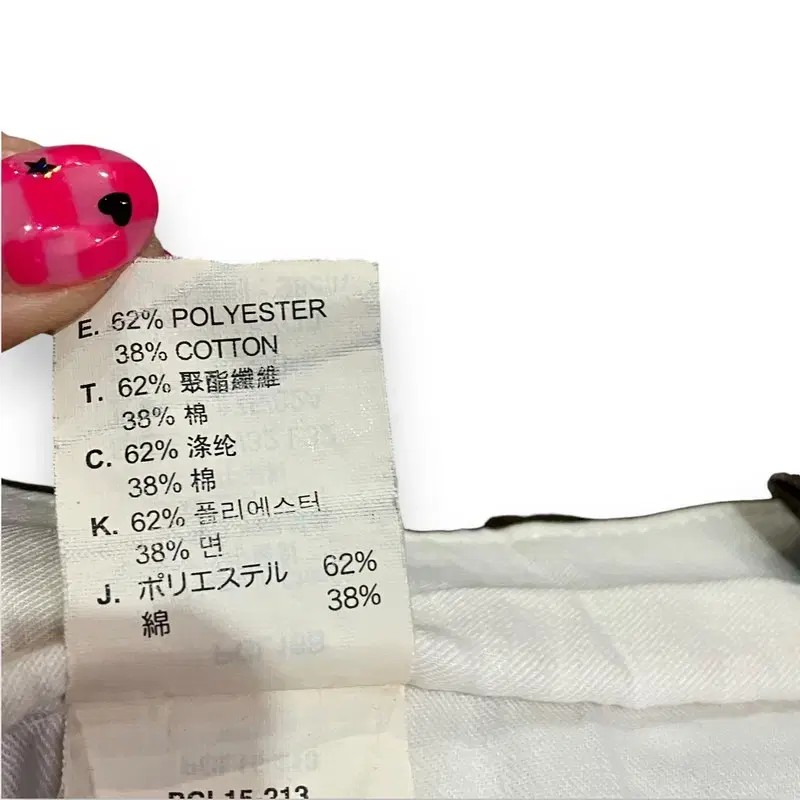 E. 62% POLYESTER
38% COTTON
T. 62% 聚酯纖維
38% 棉
C. 62% 涤纶
38% 棉
K. 62% 폴리에스터
38% 면
J. ポリエステル 62%
綿 38%